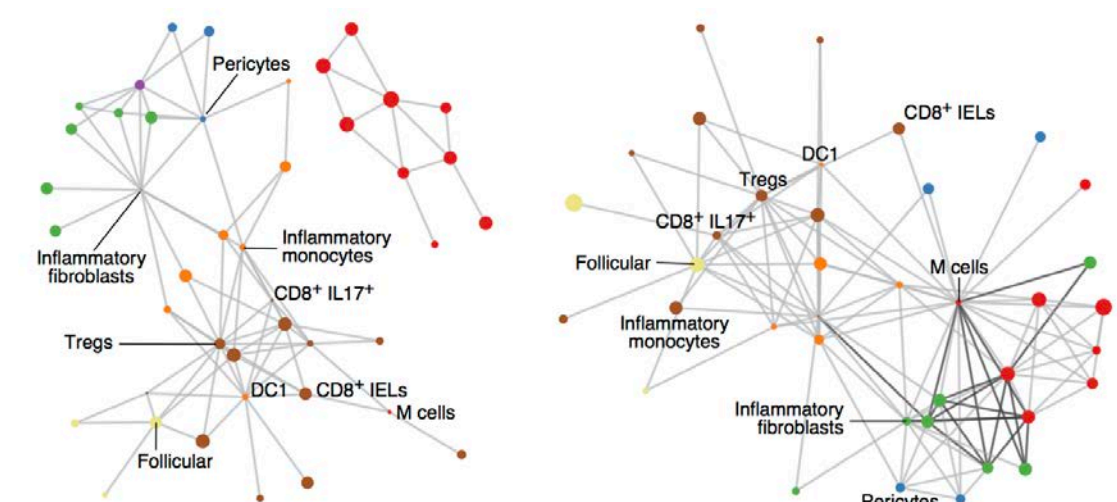 Pericytes
Inflammatory
fibroblasts
Inflammatory
monocytes
CD8+ IL17+
Tregs
DC1
CD8+ IELs
M cells
Follicular
CD8+ IELs
DC1
Tregs
CD8+ IL17+
Follicular
M cells
Inflammatory
monocytes
Inflammatory
fibroblasts
Pericytes